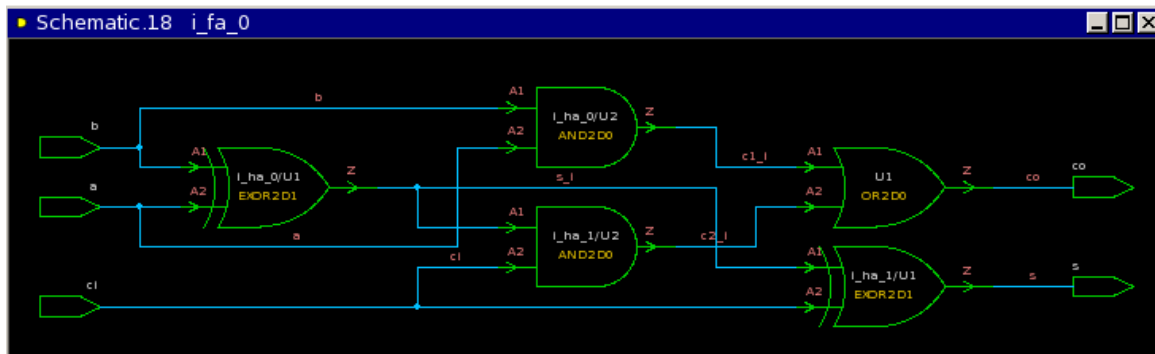 Schematic.18 i_fa_0
b
a
ci
A1
A2
i_ha_0/U1
EXOR2D1
Z
b
a
A1
A2
i_ha_0/U2
AND2D0
Z
s_i
ci
A1
A2
i_ha_1/U2
AND2D0
Z
c1_i
c2_i
A1
A2
U1
OR2D0
Z
co
co
A1
A2
i_ha_1/U1
EXOR2D1
Z
s
s